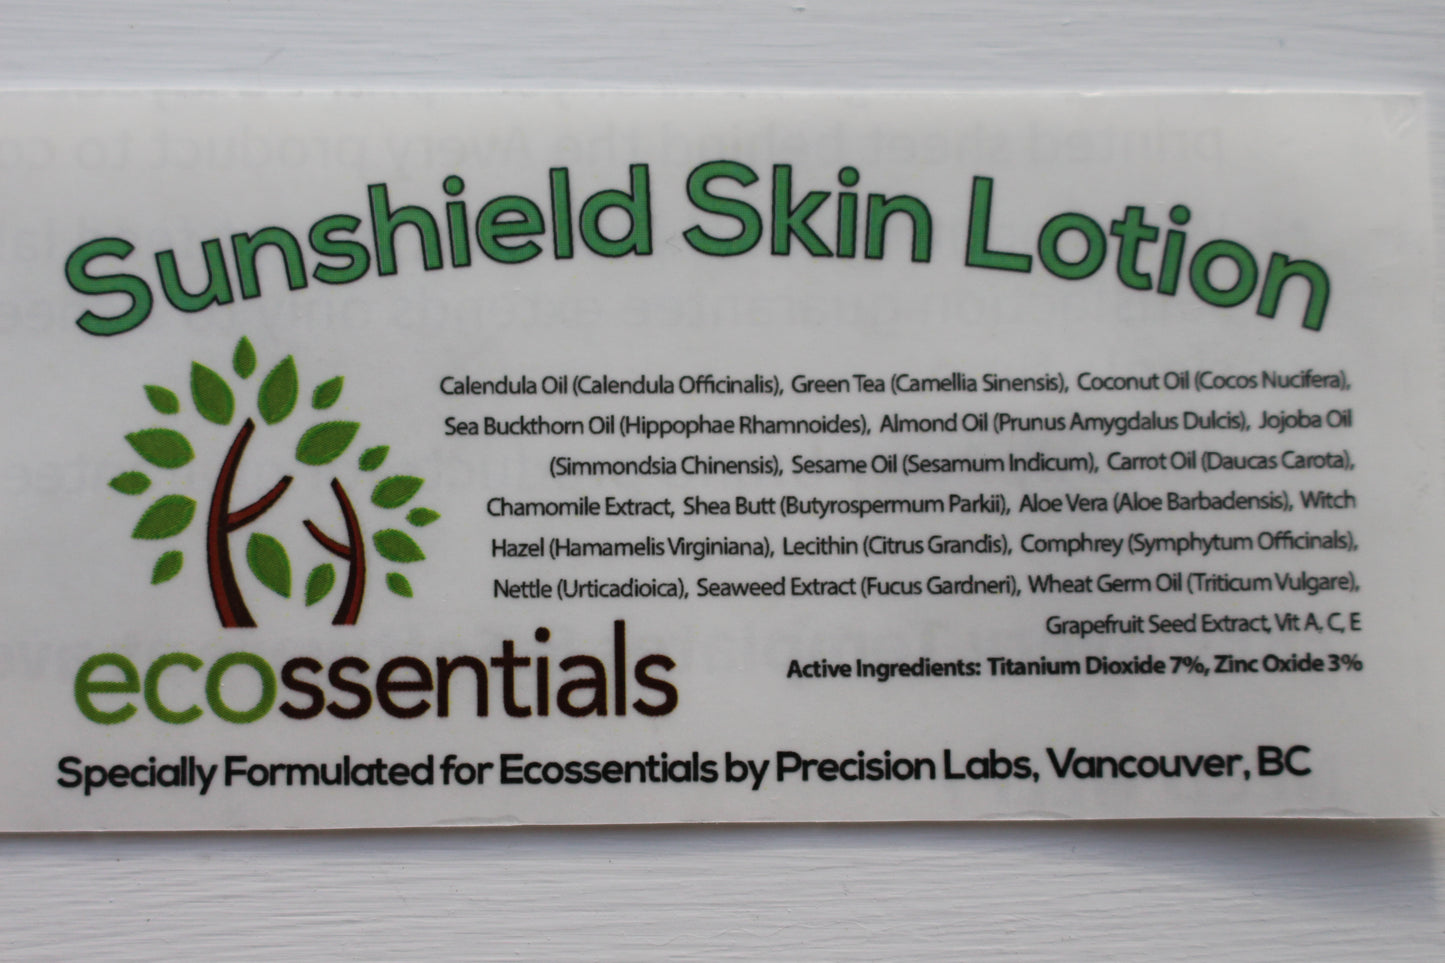 Sunshield Skin Lotion
Calendula Oil (Calendula Officinalis), Green Tea (Camellia Sinensis), Coconut Oil (Cocos Nucifera),
Sea Buckthorn Oil (Hippophae Rhamnoides), Almond Oil (Prunus Amygdalus Dulcis), Jojoba Oil
(Simmondsia Chinensis), Sesame Oil (Sesamum Indicum), Carrot Oil (Daucas Carota),
Chamomile Extract, Shea Butt (Butyrospermum Parkii), Aloe Vera (Aloe Barbadensis), Witch
Hazel (Hamamelis Virginiana), Lecithin (Citrus Grandis), Comphrey (Symphytum Officinals),
Nettle (Urticadioica), Seaweed Extract (Fucus Gardneri), Wheat Germ Oil (Triticum Vulgare),
Grapefruit Seed Extract, Vit A, C, E
Active Ingredients: Titanium Dioxide 7%, Zinc Oxide 3%
ecossentials
Specially Formulated for Ecossentials by Precision Labs, Vancouver, BC